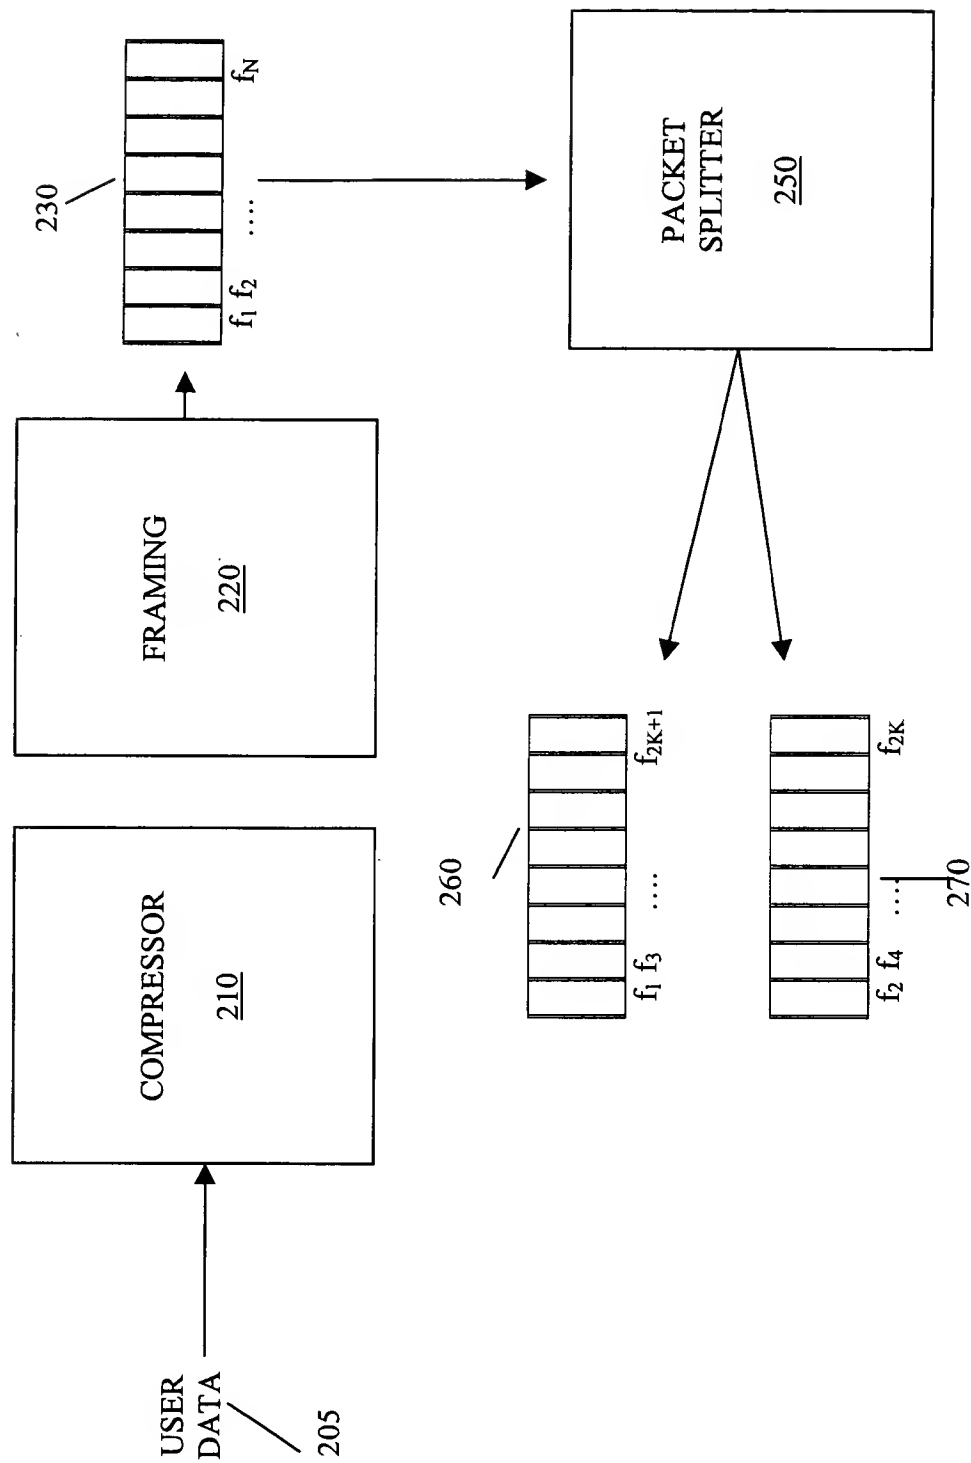 USER
DATA
205
COMPRESSOR
210
FRAMING
220
230
f1 f2 .... fN
PACKET
SPLITTER
250
260
f1 f3 .... f2K+1
f2 f4 .... f2K
270